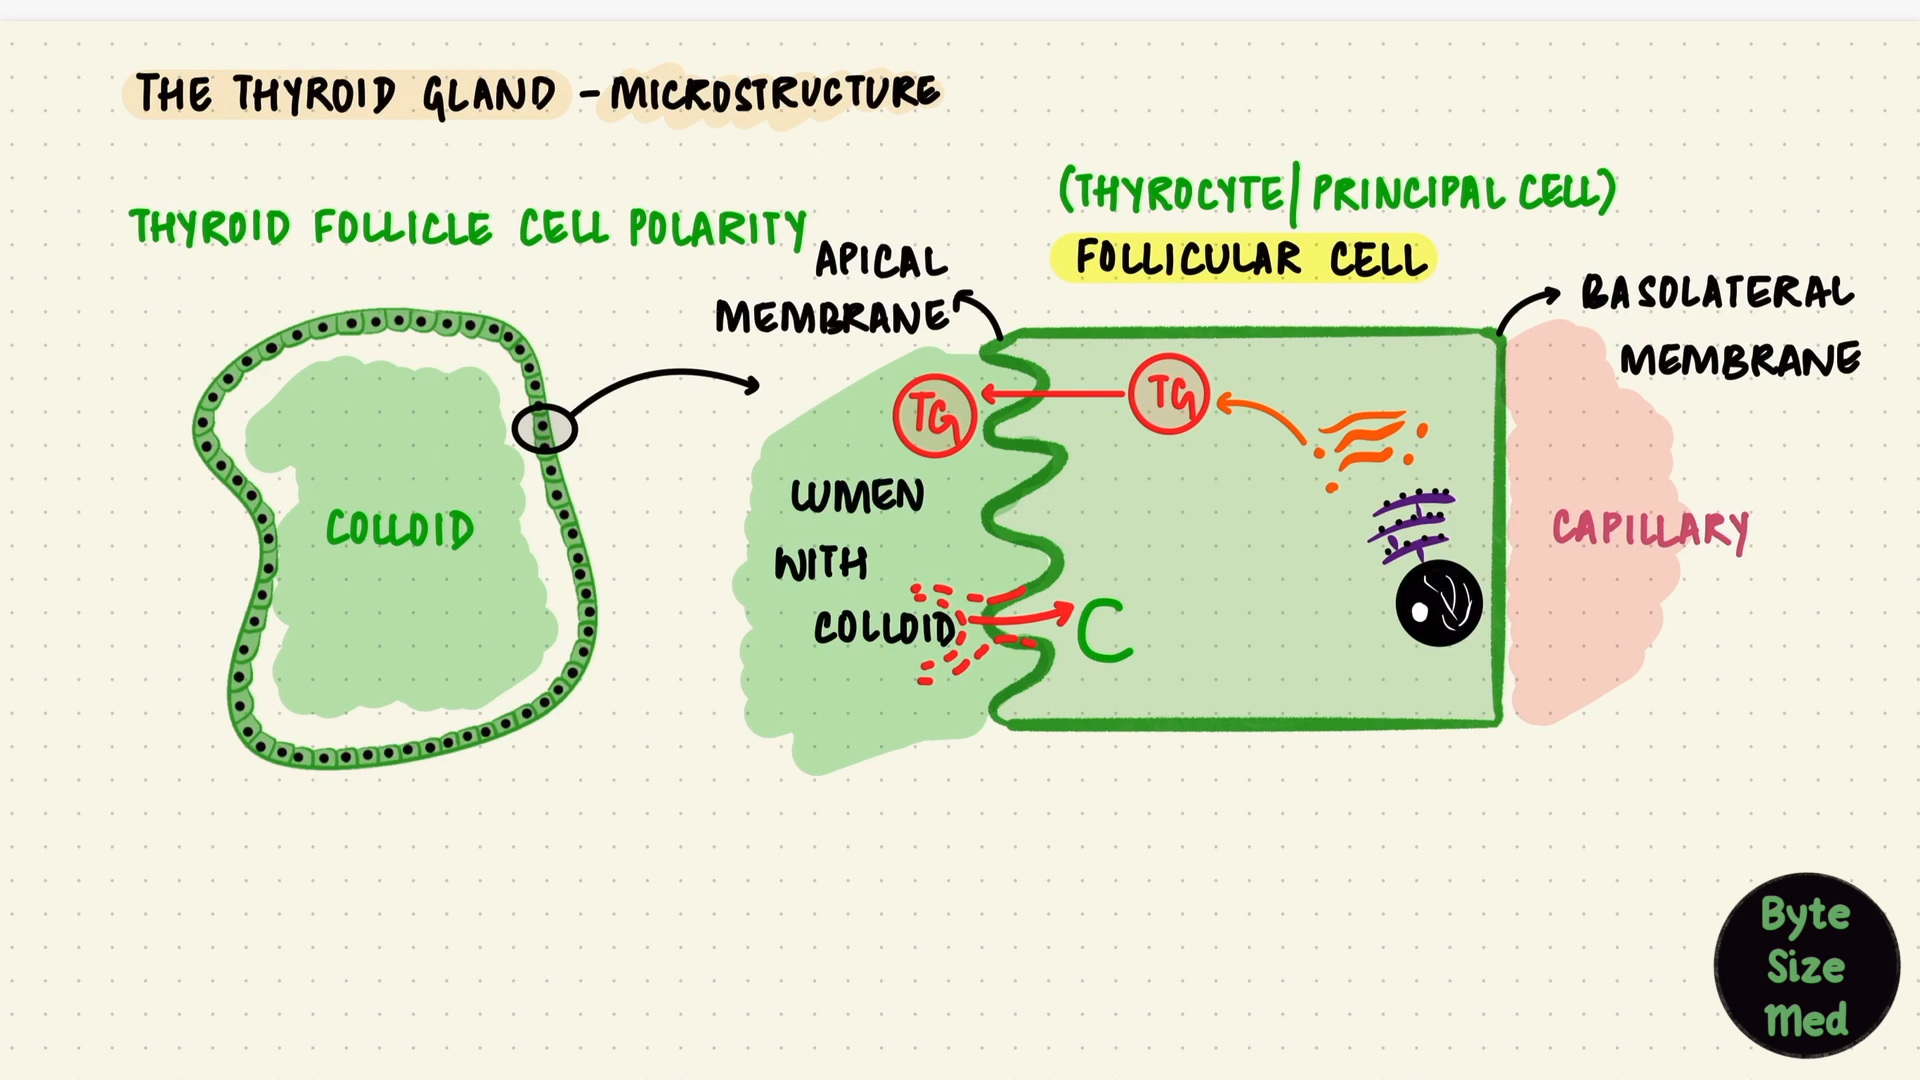 THE THYROID GLAND - MICROSTRUCTURE
THYROID FOLLICLE CELL POLARITY
(THYROCYTE/PRINCIPAL CELL)
FOLLICULAR CELL
APICAL
MEMBRANE
BASOLATERAL
MEMBRANE
TG
TG
COLLOID
LUMEN
WITH
COLLOID
C
CAPILLARY
Byte
Size
Med